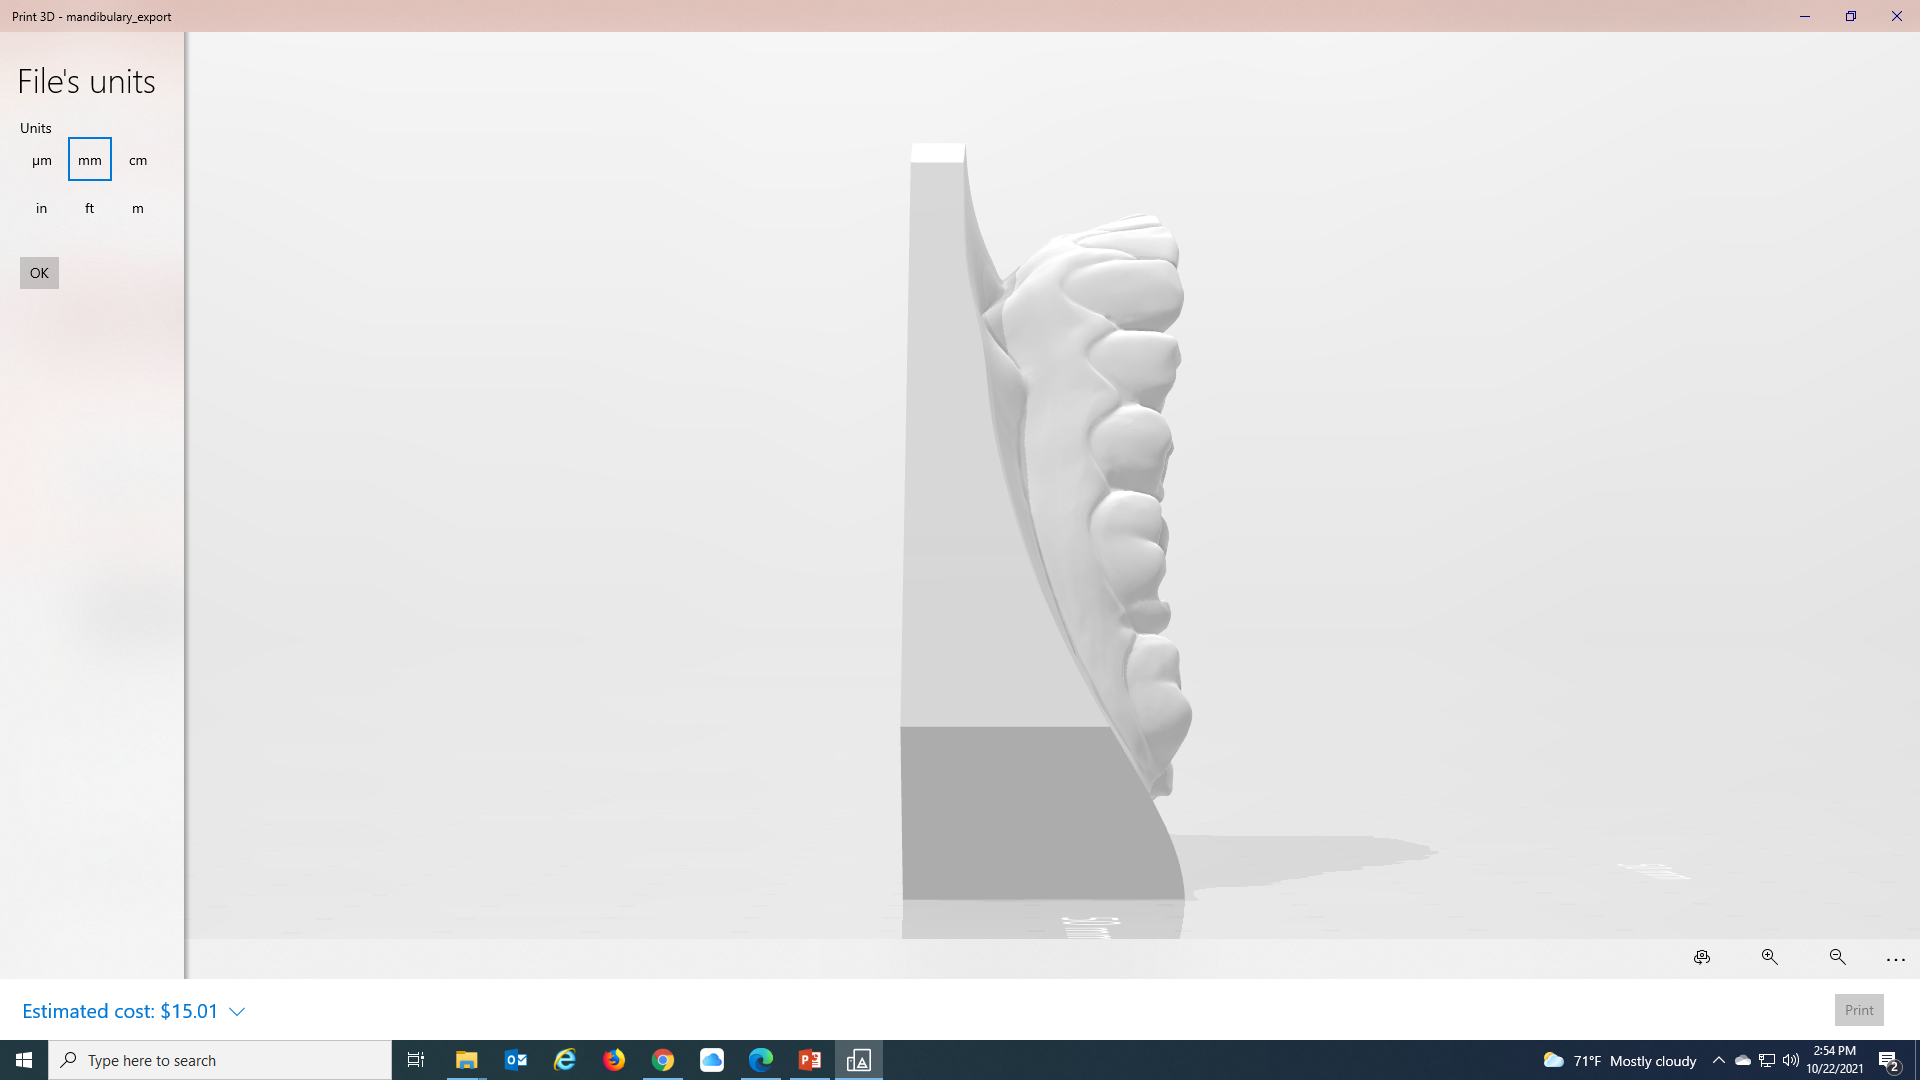 Print 3D - mandibulary_export
File's units
Units
µm mm cm
in ft m
OK
Estimated cost: $15.01
Print
Type here to search
71°F Mostly cloudy
2:54 PM
10/22/2021
2